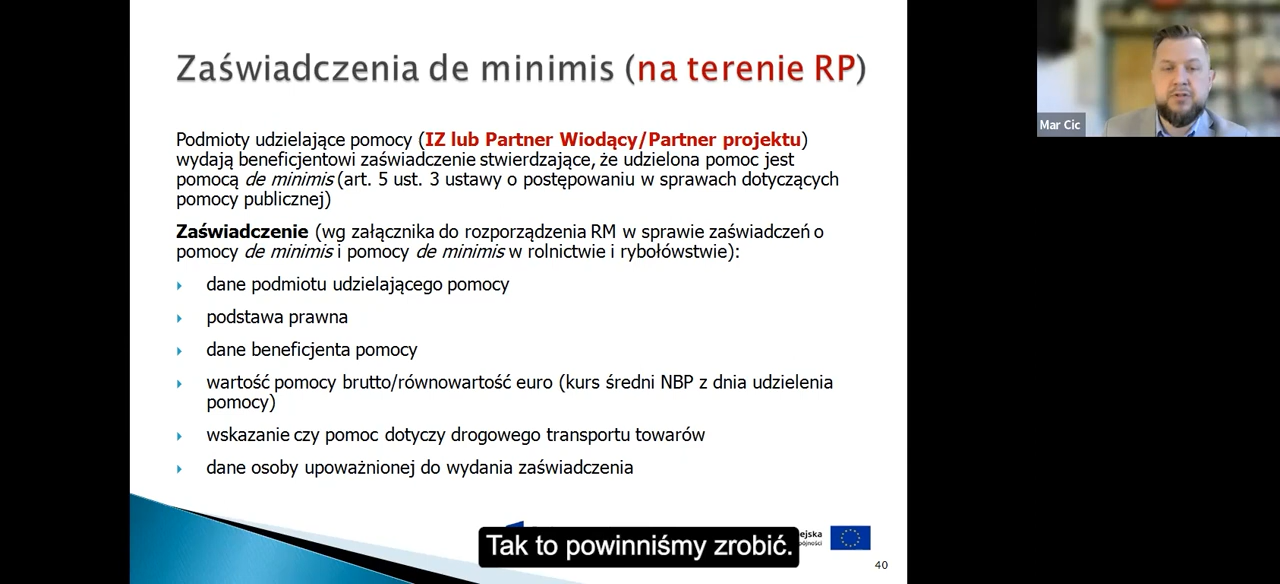 Zaświadczenia de minimis (na terenie RP)
Mar Cic
Podmioty udzielające pomocy (IZ lub Partner Wiodący/Partner projektu)
wydają beneficjentowi zaświadczenie stwierdzające, że udzielona pomoc jest
pomocą de minimis (art. 5 ust. 3 ustawy o postępowaniu w sprawach dotyczących
pomocy publicznej)
Zaświadczenie (wg załącznika do rozporządzenia RM w sprawie zaświadczeń o
pomocy de minimis i pomocy de minimis w rolnictwie i rybołówstwie):
dane podmiotu udzielającego pomocy
podstawa prawna
dane beneficjenta pomocy
wartość pomocy brutto/równowartość euro (kurs średni NBP z dnia udzielenia
pomocy)
wskazanie czy pomoc dotyczy drogowego transportu towarów
dane osoby upoważnionej do wydania zaświadczenia
Tak to powinniśmy zrobić.
40